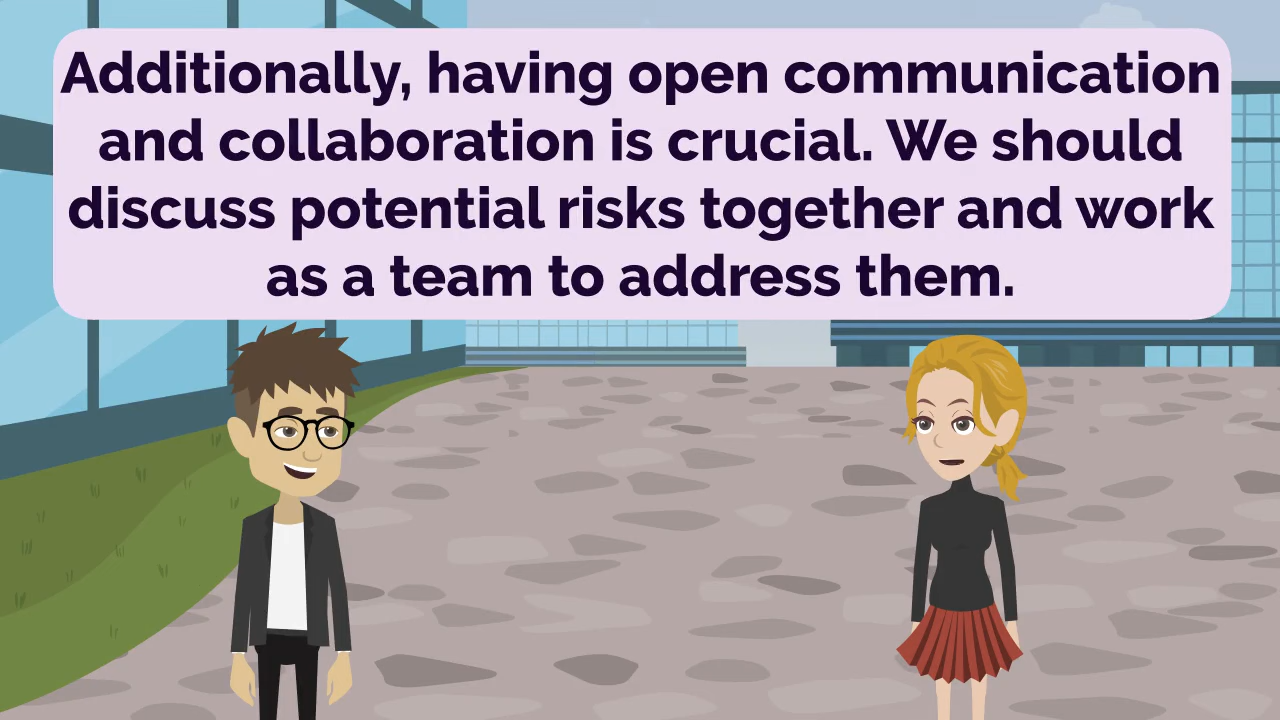 Additionally, having open communication
and collaboration is crucial. We should
discuss potential risks together and work
as a team to address them.